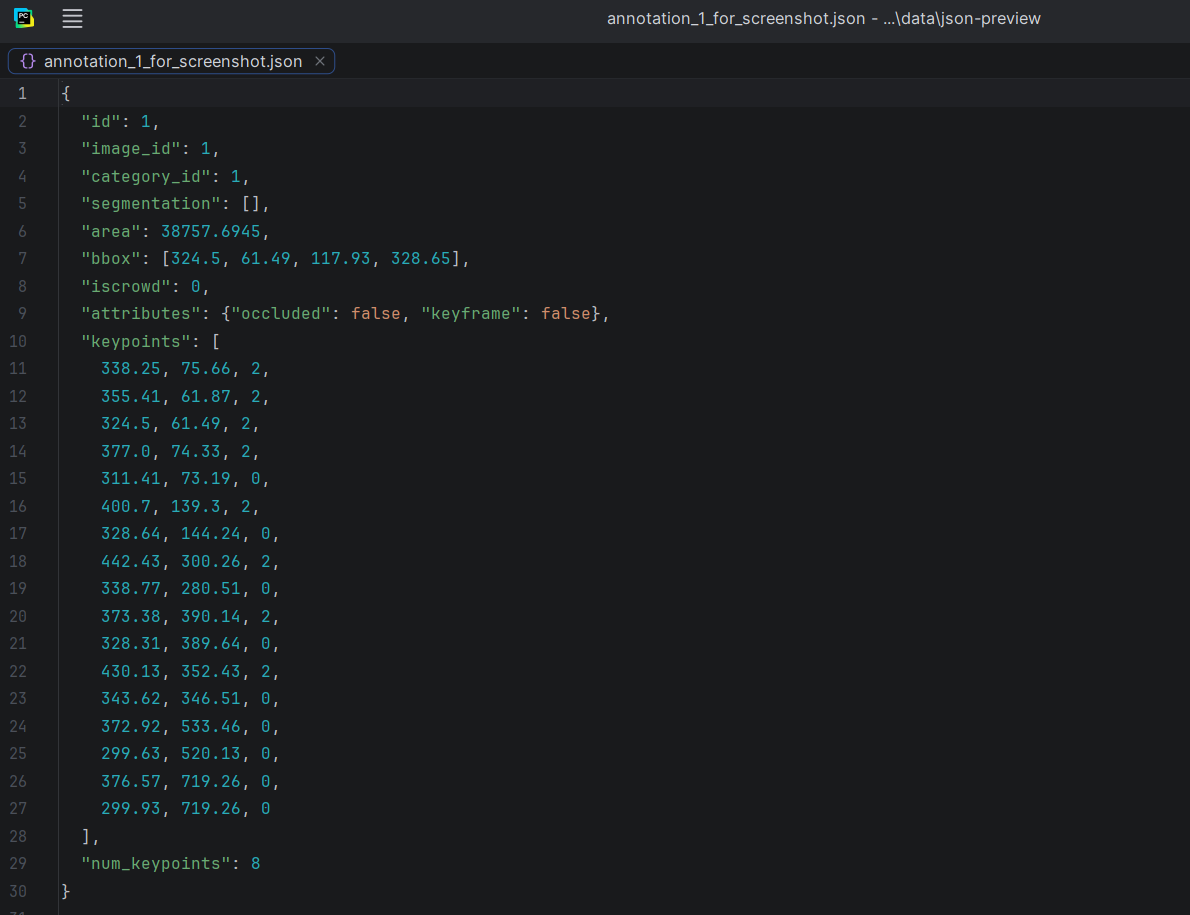 PC
annotation_1_for_screenshot.json - ...\data\json-preview
{} annotation_1_for_screenshot.json ×
1 {
2 "id": 1,
3 "image_id": 1,
4 "category_id": 1,
5 "segmentation": [],
6 "area": 38757.6945,
7 "bbox": [324.5, 61.49, 117.93, 328.65],
8 "iscrowd": 0,
9 "attributes": {"occluded": false, "keyframe": false},
10 "keypoints": [
11 338.25, 75.66, 2,
12 355.41, 61.87, 2,
13 324.5, 61.49, 2,
14 377.0, 74.33, 2,
15 311.41, 73.19, 0,
16 400.7, 139.3, 2,
17 328.64, 144.24, 0,
18 442.43, 300.26, 2,
19 338.77, 280.51, 0,
20 373.38, 390.14, 2,
21 328.31, 389.64, 0,
22 430.13, 352.43, 2,
23 343.62, 346.51, 0,
24 372.92, 533.46, 0,
25 299.63, 520.13, 0,
26 376.57, 719.26, 0,
27 299.93, 719.26, 0
28 ],
29 "num_keypoints": 8
30 }